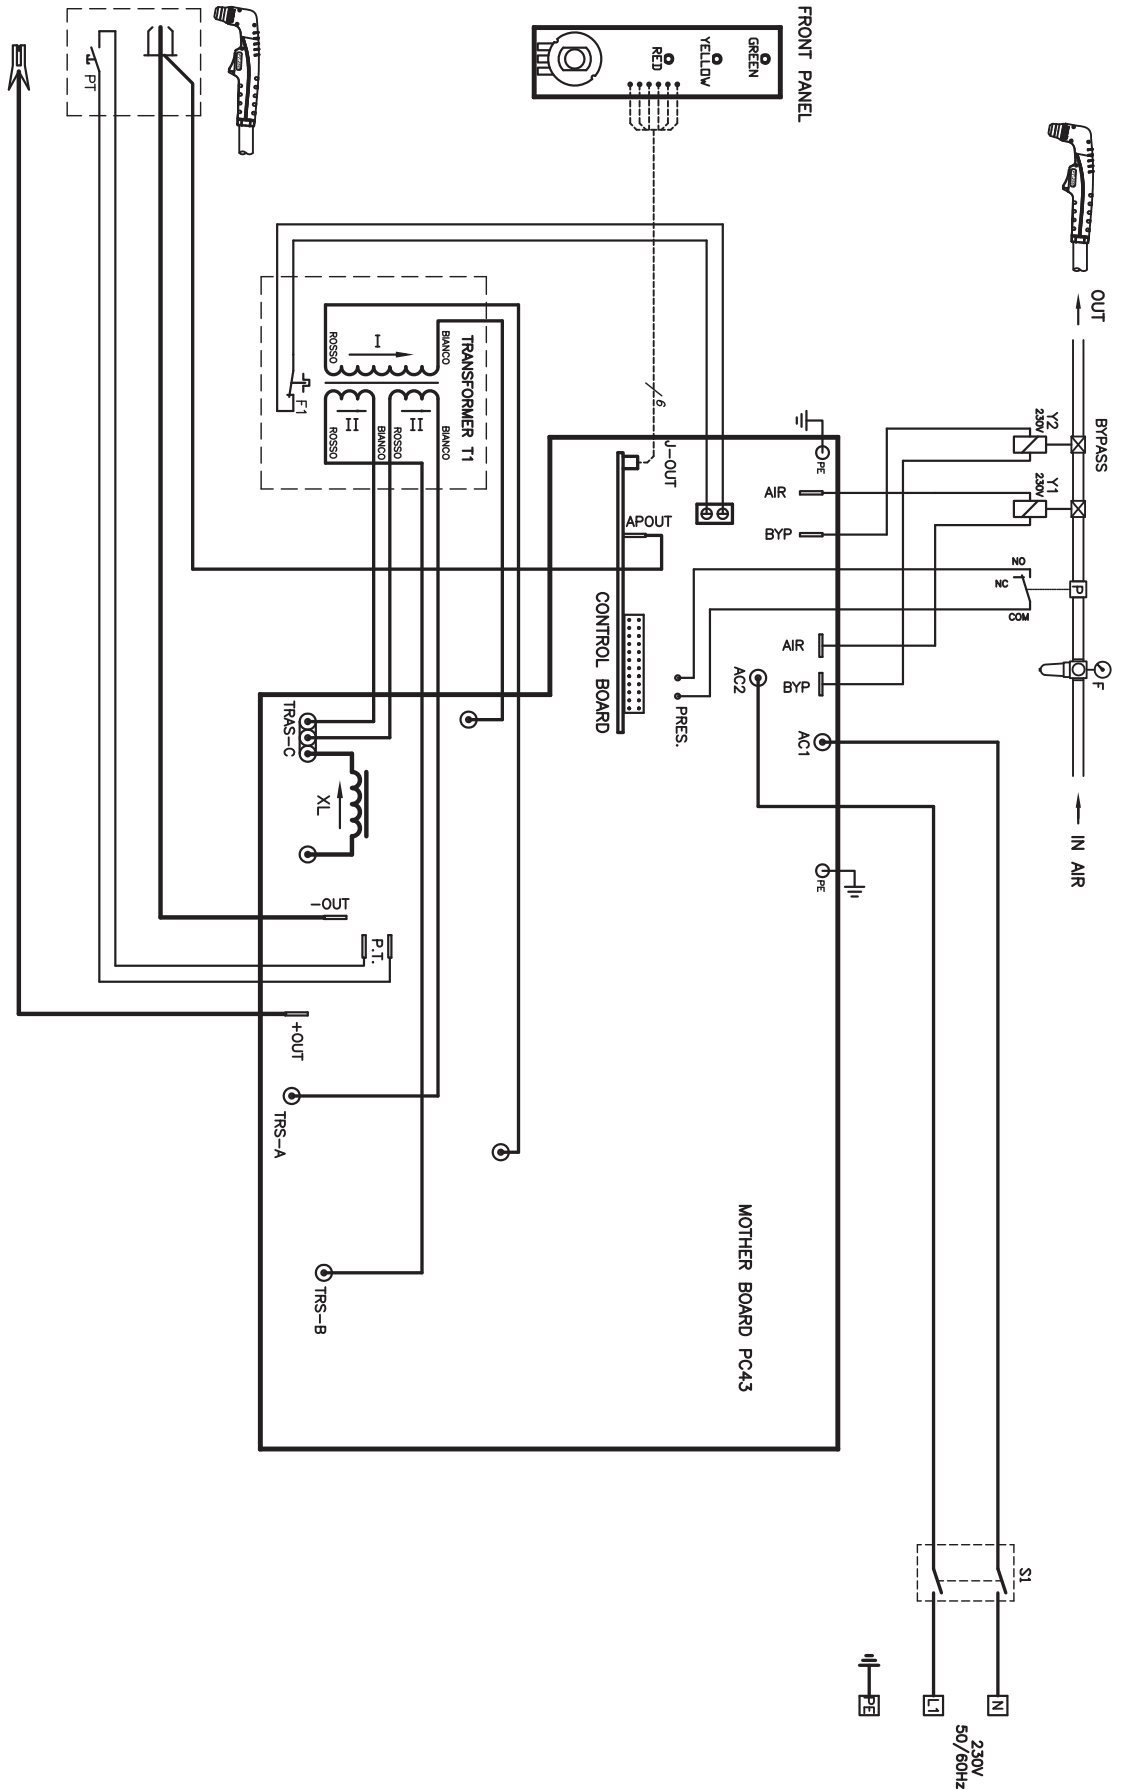 FRONT PANEL
GREEN
YELLOW
RED
PT
OUT
BYPASS
Y2
230V
Y1
230V
NO
NC
COM
P
F
IN AIR
6
J-OUT
APOUT
CONTROL BOARD
PRES.
PE
AIR
BYP
AIR
BYP
AC2
AC1
PE
TRANSFORMER T1
BIANCO
ROSSO
I
II
II
BIANCO
ROSSO
BIANCO
ROSSO
F1
TRAS-C
XL
-OUT
P.T.
+OUT
TRS-A
TRS-B
MOTHER BOARD PC43
S1
N
L1
PE
230V
50/60Hz